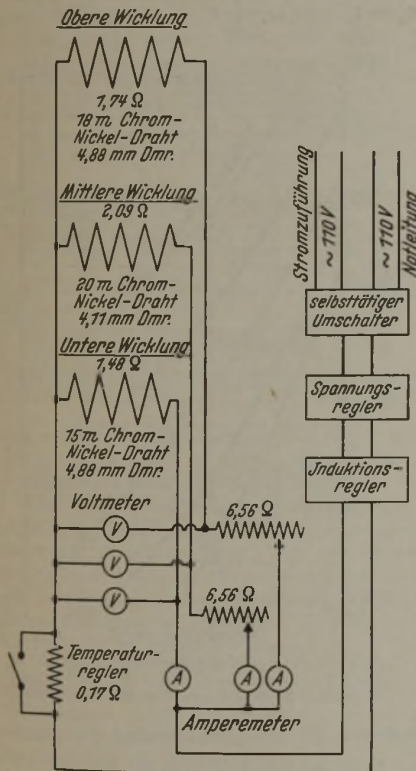 Obere Wicklung
1,74 Ω
18 m Chrom-
Nickel-Draht
4,88 mm Dmr.
Mittlere Wicklung
2,09 Ω
20 m Chrom-
Nickel-Draht
4,11 mm Dmr.
Untere Wicklung
1,48 Ω
15 m Chrom-
Nickel-Draht
4,88 mm Dmr.
Voltmeter
V
V
V
6,56 Ω
6,56 Ω
Temperatur-
regler
0,17 Ω
A
A
A
Amperemeter
Stromzuführung
~ 110 V
~ 110 V
Notleitung
selbsttätiger
Umschalter
Spannungs-
regler
Jnduktions-
regler